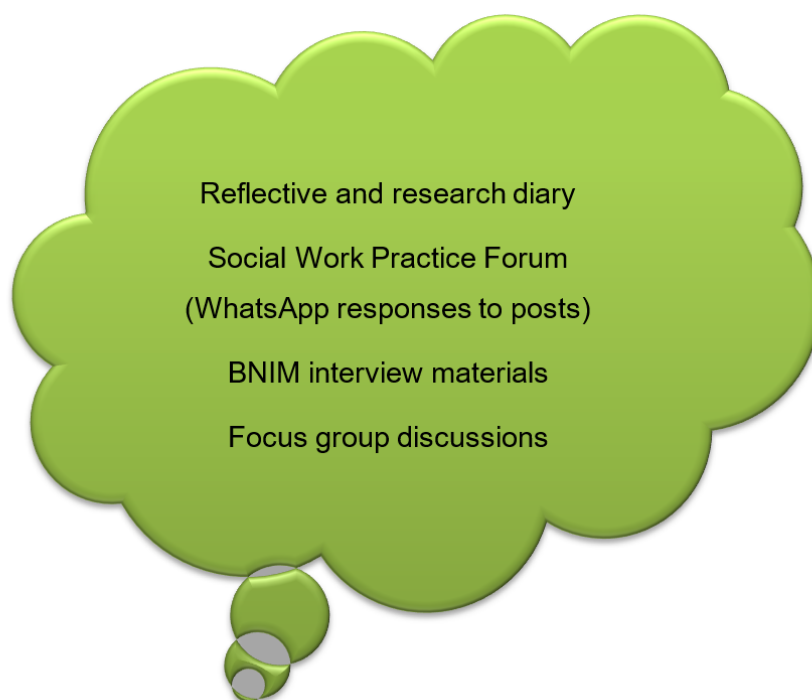 Reflective and research diary
Social Work Practice Forum
(WhatsApp responses to posts)
BNIM interview materials
Focus group discussions